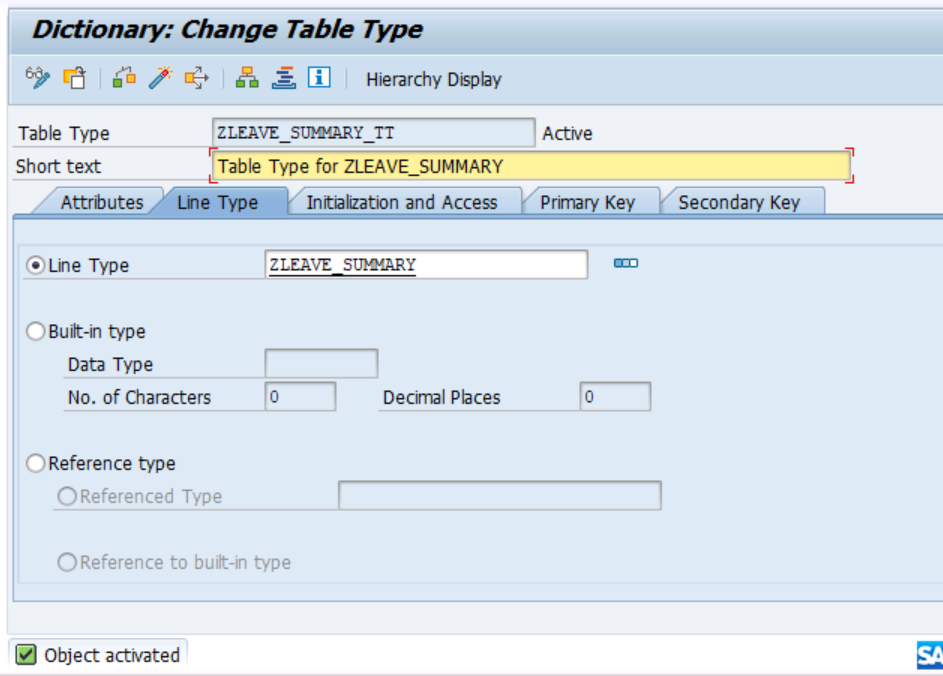 Dictionary: Change Table Type
Hierarchy Display
Table Type ZLEAVE_SUMMARY_TT Active
Short text Table Type for ZLEAVE_SUMMARY
Attributes Line Type Initialization and Access Primary Key Secondary Key
Line Type ZLEAVE_SUMMARY
Built-in type
Data Type
No. of Characters 0 Decimal Places 0
Reference type
Referenced Type
Reference to built-in type
Object activated